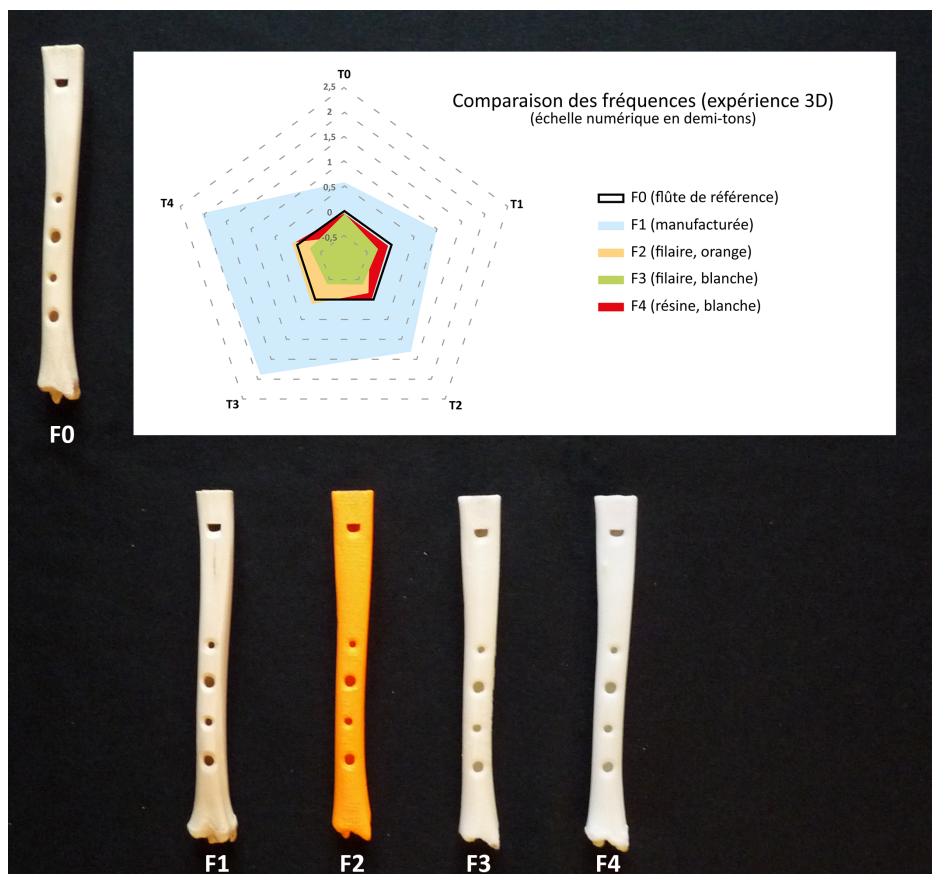 T0
2,5
2
1,5
1
0,5
0
-0,5
T4
T1
T3
T2
Comparaison des fréquences (expérience 3D)
(échelle numérique en demi-tons)
F0 (flûte de référence)
F1 (manufacturée)
F2 (filaire, orange)
F3 (filaire, blanche)
F4 (résine, blanche)
F0
F1
F2
F3
F4